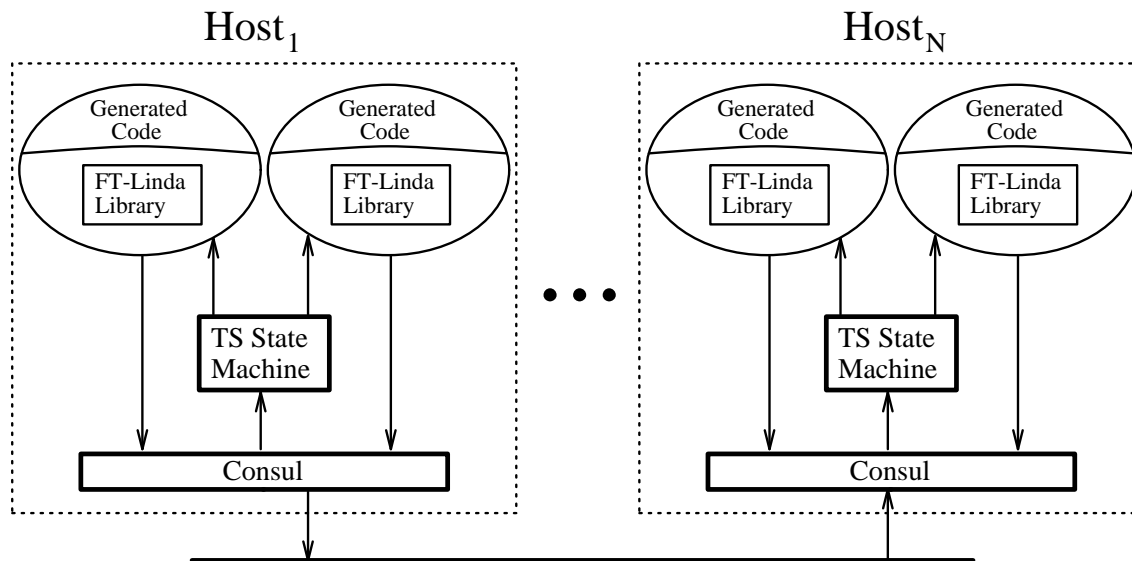 Host1
HostN
Generated
Code
Generated
Code
Generated
Code
Generated
Code
FT-Linda
Library
FT-Linda
Library
FT-Linda
Library
FT-Linda
Library
TS State
Machine
TS State
Machine
Consul
Consul